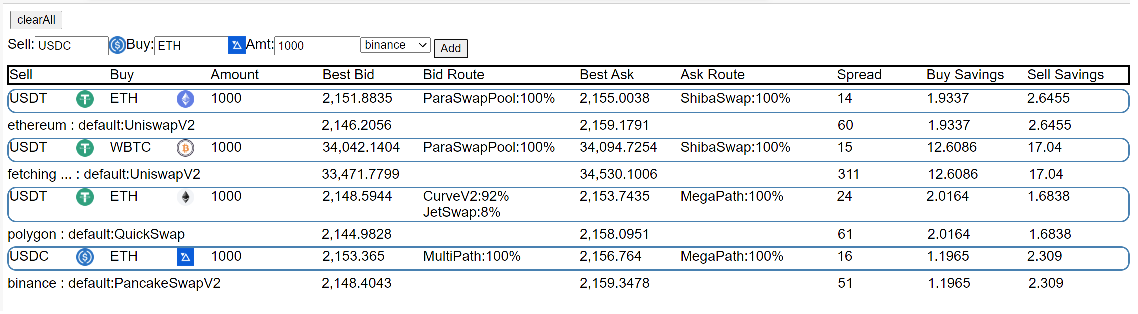 clearAll
Sell: USDC Buy: ETH Amt: 1000 binance Add
Sell Buy Amount Best Bid Bid Route Best Ask Ask Route Spread Buy Savings Sell Savings
USDT ETH 1000 2,151.8835 ParaSwapPool:100% 2,155.0038 ShibaSwap:100% 14 1.9337 2.6455
ethereum : default:UniswapV2 2,146.2056 2,159.1791 60 1.9337 2.6455
USDT WBTC 1000 34,042.1404 ParaSwapPool:100% 34,094.7254 ShibaSwap:100% 15 12.6086 17.04
fetching ... : default:UniswapV2 33,471.7799 34,530.1006 311 12.6086 17.04
USDT ETH 1000 2,148.5944 CurveV2:92% 2,153.7435 MegaPath:100% 24 2.0164 1.6838
JetSwap:8%
polygon : default:QuickSwap 2,144.9828 2,158.0951 61 2.0164 1.6838
USDC ETH 1000 2,153.365 MultiPath:100% 2,156.764 MegaPath:100% 16 1.1965 2.309
binance : default:PancakeSwapV2 2,148.4043 2,159.3478 51 1.1965 2.309